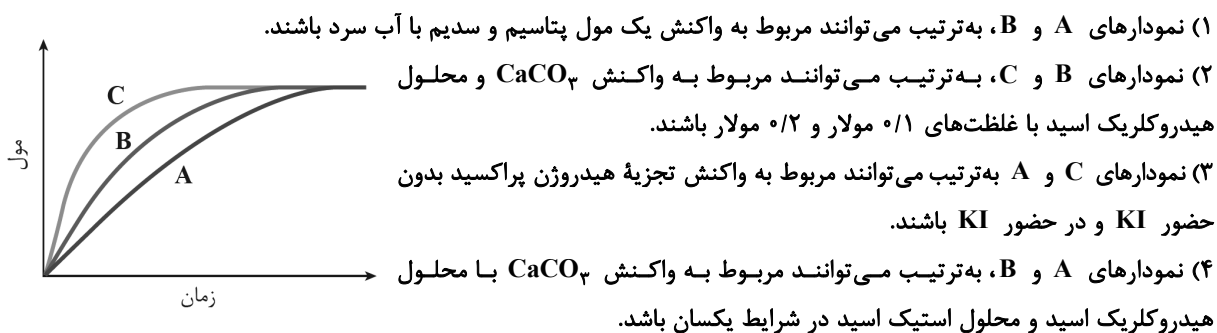 ۱) نمودارهای A و B، به‌ترتیب می‌توانند مربوط به واکنش یک مول پتاسیم و سدیم با آب سرد باشند.
۲) نمودارهای B و C، به‌ترتیب می‌توانند مربوط به واکنش CaCO₃ و محلول
هیدروکلریک اسید با غلظت‌های ۰/۱ مولار و ۰/۲ مولار باشند.
۳) نمودارهای C و A به‌ترتیب می‌توانند مربوط به واکنش تجزیهٔ هیدروژن پراکسید بدون
حضور KI و در حضور KI باشند.
۴) نمودارهای A و B، به‌ترتیب می‌توانند مربوط به واکنش CaCO₃ با محلول
هیدروکلریک اسید و محلول استیک اسید در شرایط یکسان باشد.
مول
C
B
A
زمان